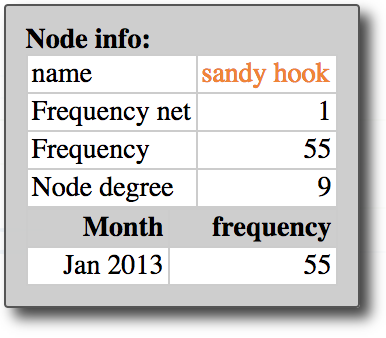 Node info:
name sandy hook
Frequency net 1
Frequency 55
Node degree 9
Month frequency
Jan 2013 55